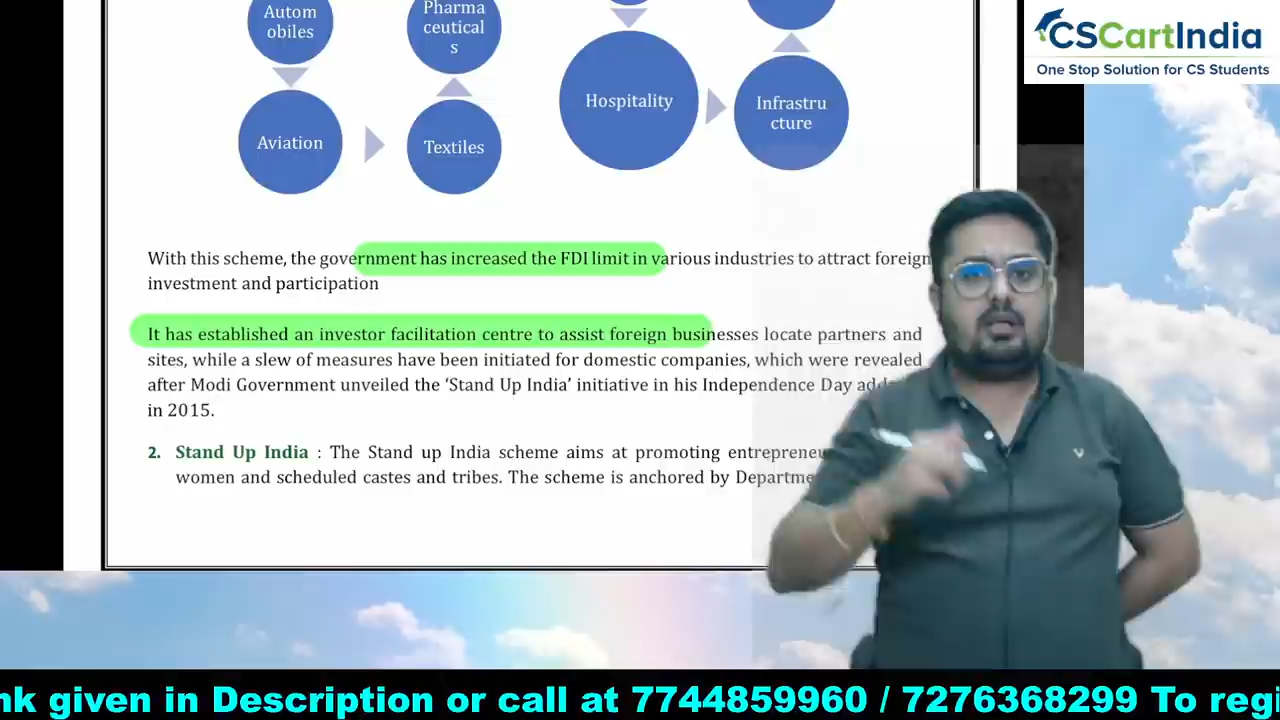 Autom
obiles
Pharma
ceutical
s
Aviation
Textiles
Hospitality
Infrastru
cture
CSCartIndia
One Stop Solution for CS Students
With this scheme, the government has increased the FDI limit in various industries to attract foreign
investment and participation
It has established an investor facilitation centre to assist foreign businesses locate partners and
sites, while a slew of measures have been initiated for domestic companies, which were revealed
after Modi Government unveiled the ‘Stand Up India’ initiative in his Independence Day
in 2015.
2. Stand Up India : The Stand up India scheme aims at promoting
women and scheduled castes and tribes. The scheme is anchored by
nk given in Description or call at 7744859960 / 7276368299 To regi